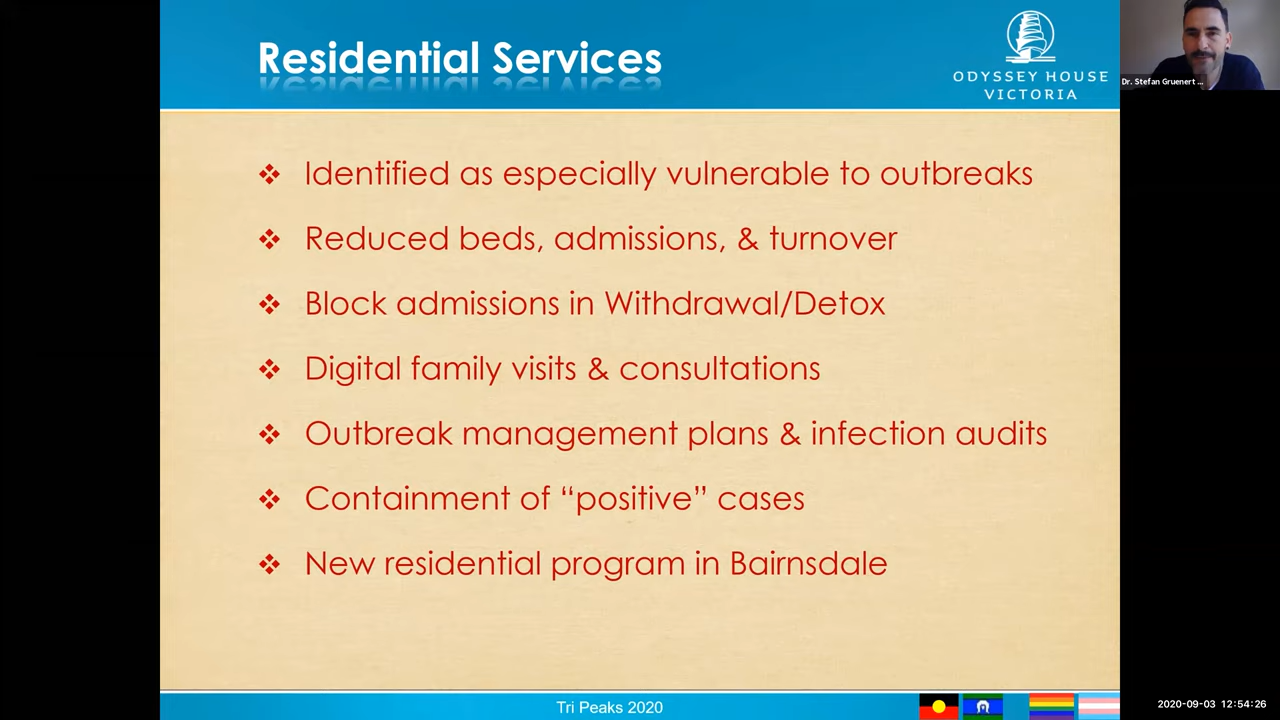 Residential Services
ODYSSEY HOUSE
VICTORIA
Dr. Stefan Gruenert ...
Identified as especially vulnerable to outbreaks
Reduced beds, admissions, & turnover
Block admissions in Withdrawal/Detox
Digital family visits & consultations
Outbreak management plans & infection audits
Containment of “positive” cases
New residential program in Bairnsdale
Tri Peaks 2020
2020-09-03 12:54:26